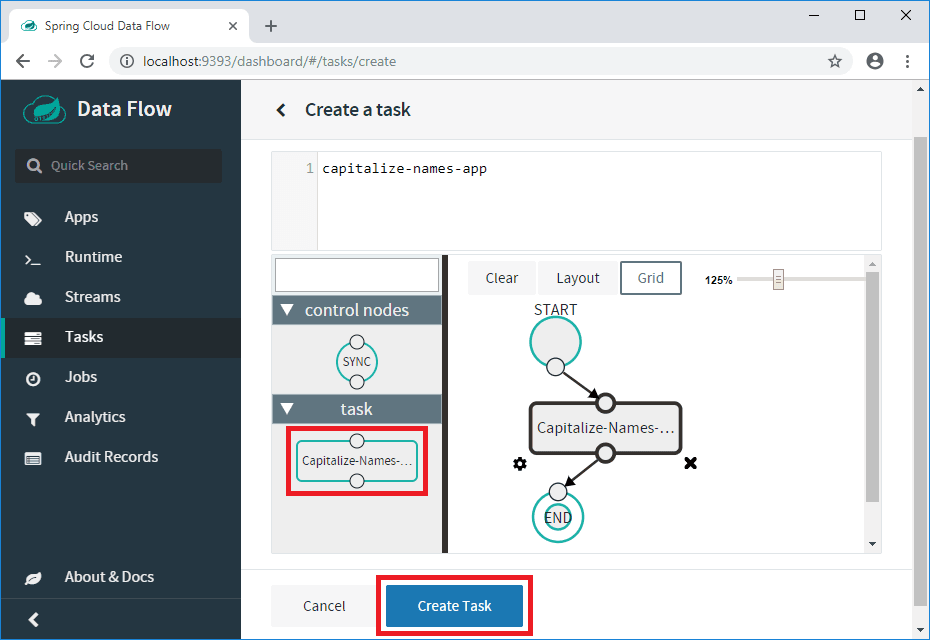 Spring Cloud Data Flow
localhost:9393/dashboard/#/tasks/create
Data Flow
Quick Search
Apps
Runtime
Streams
Tasks
Jobs
Analytics
Audit Records
About & Docs
Create a task
1 capitalize-names-app
control nodes
SYNC
task
Capitalize-Names-...
Clear Layout Grid 125%
START
Capitalize-Names-...
END
Cancel Create Task